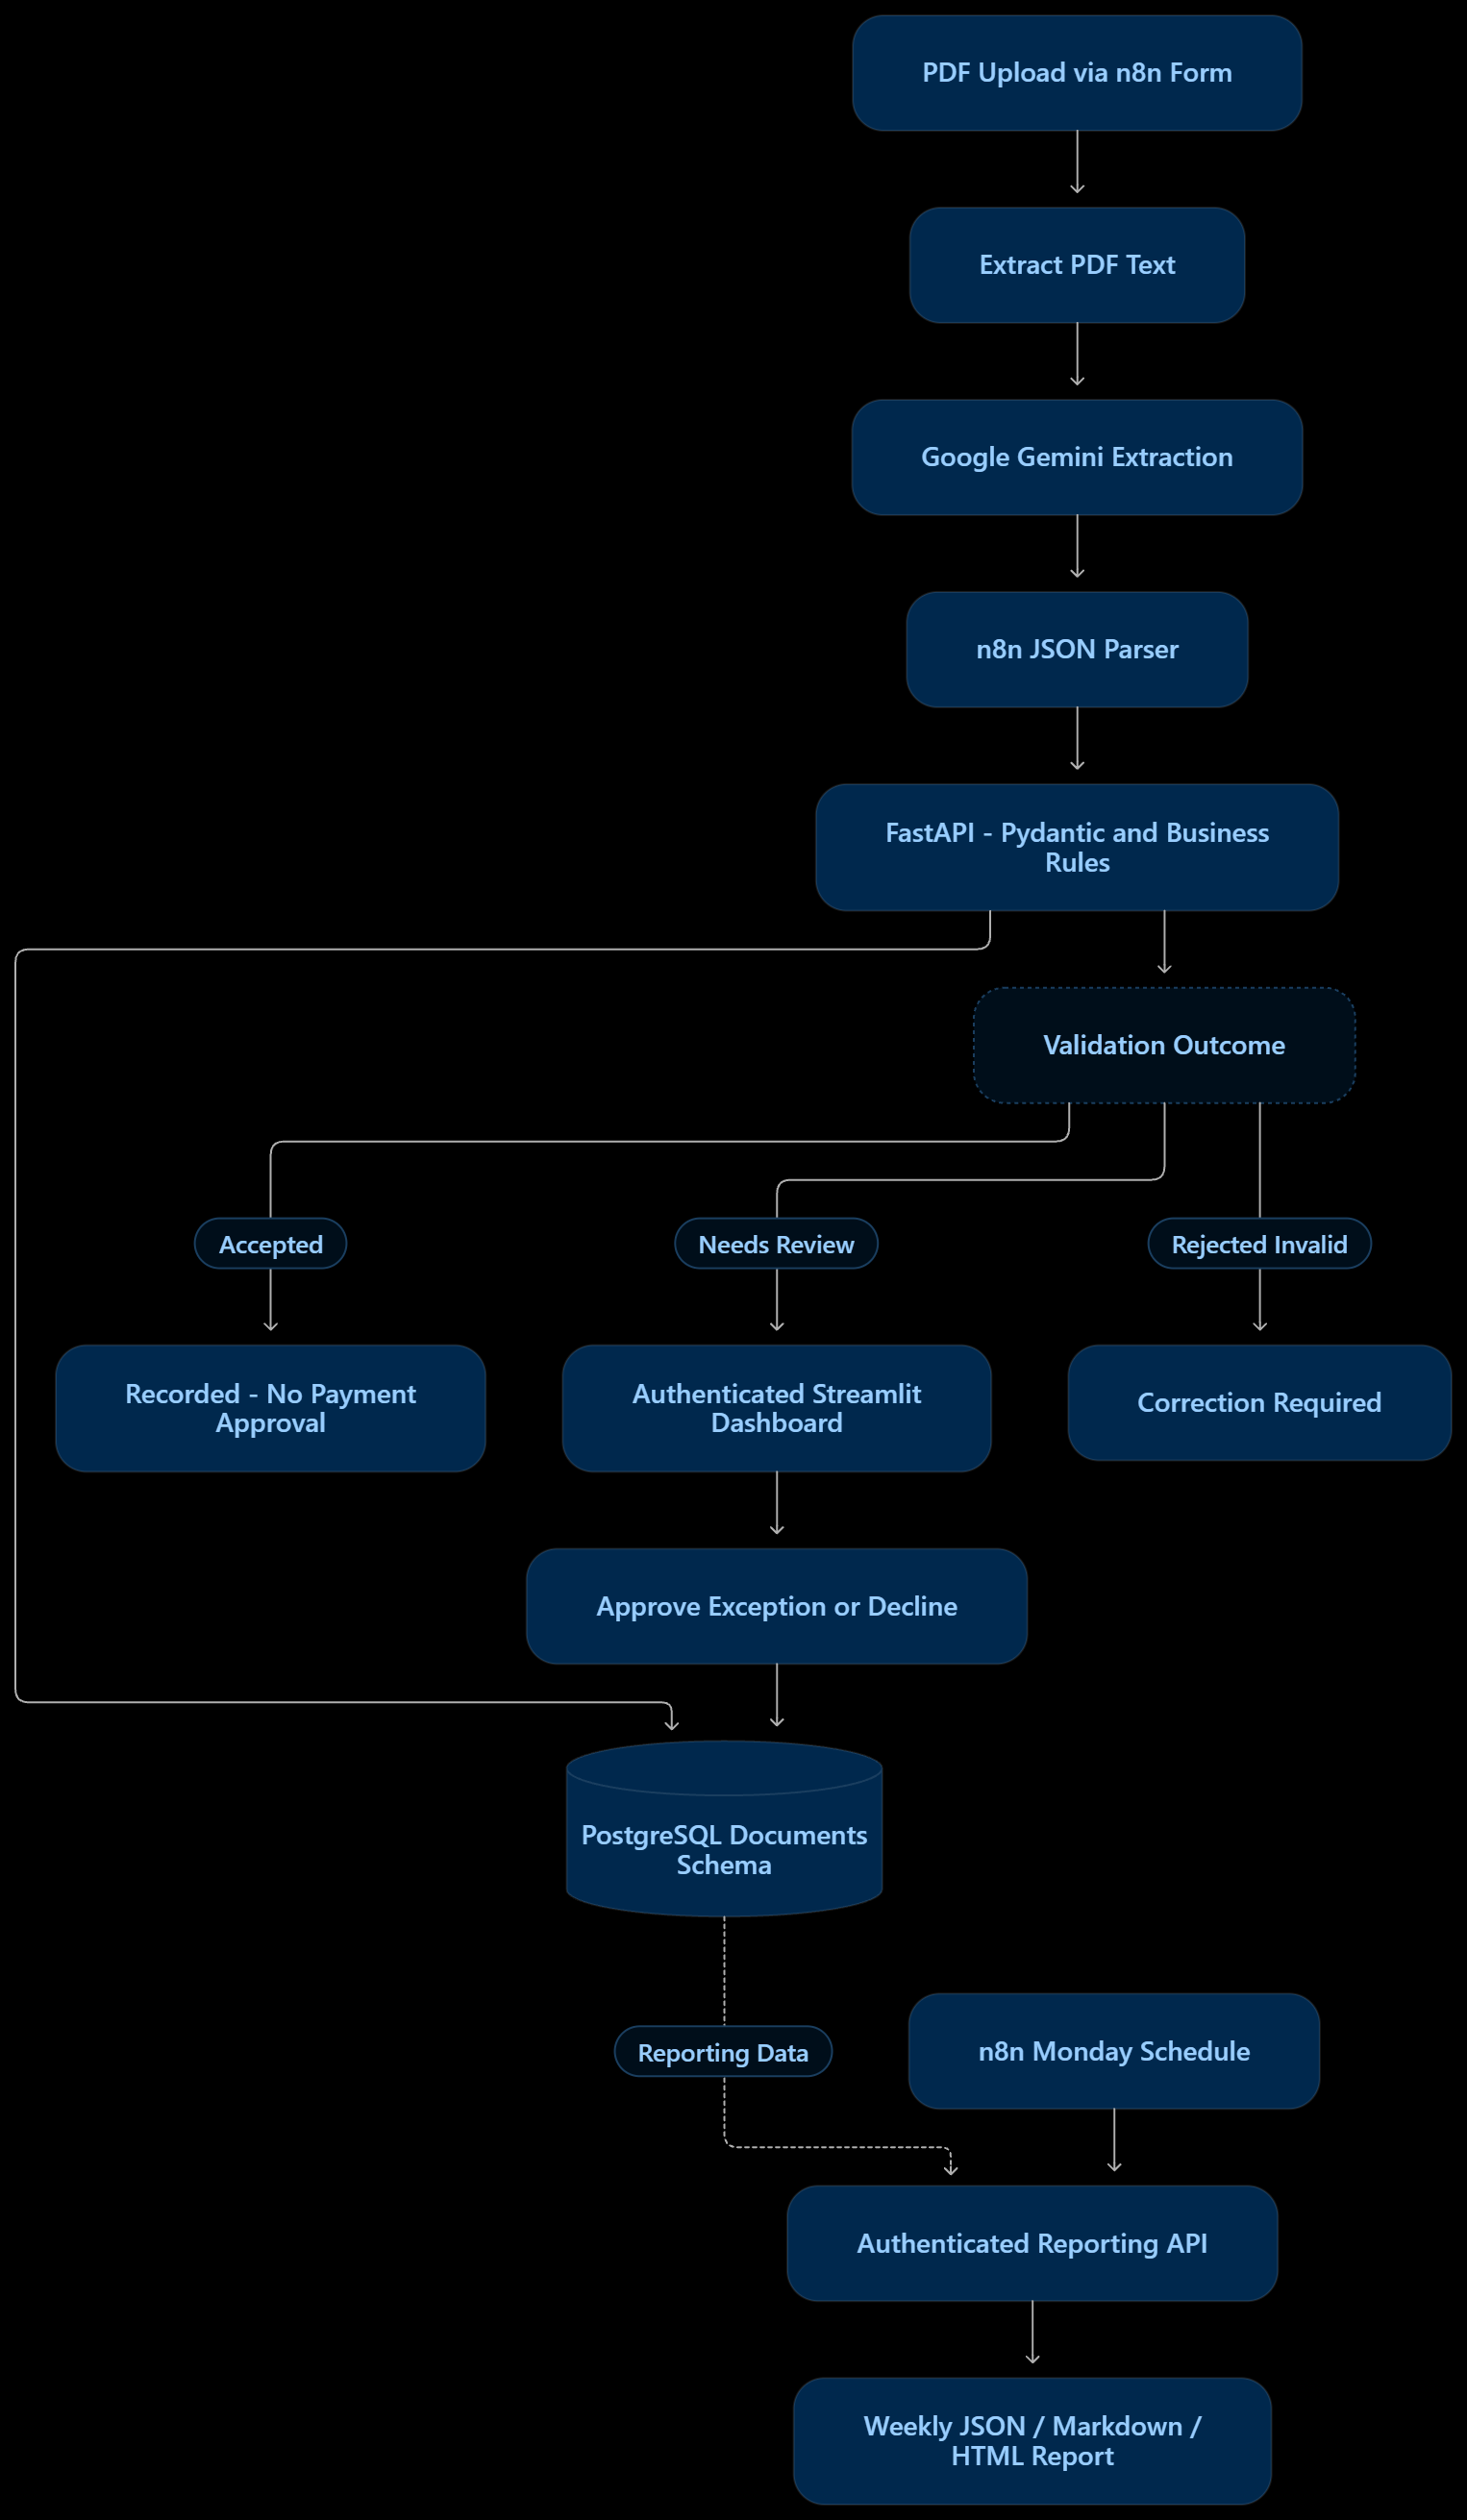 PDF Upload via n8n Form
Extract PDF Text
Google Gemini Extraction
n8n JSON Parser
FastAPI - Pydantic and Business
Rules
Validation Outcome
Accepted
Needs Review
Rejected Invalid
Recorded - No Payment
Approval
Authenticated Streamlit
Dashboard
Correction Required
Approve Exception or Decline
PostgreSQL Documents
Schema
Reporting Data
n8n Monday Schedule
Authenticated Reporting API
Weekly JSON / Markdown /
HTML Report